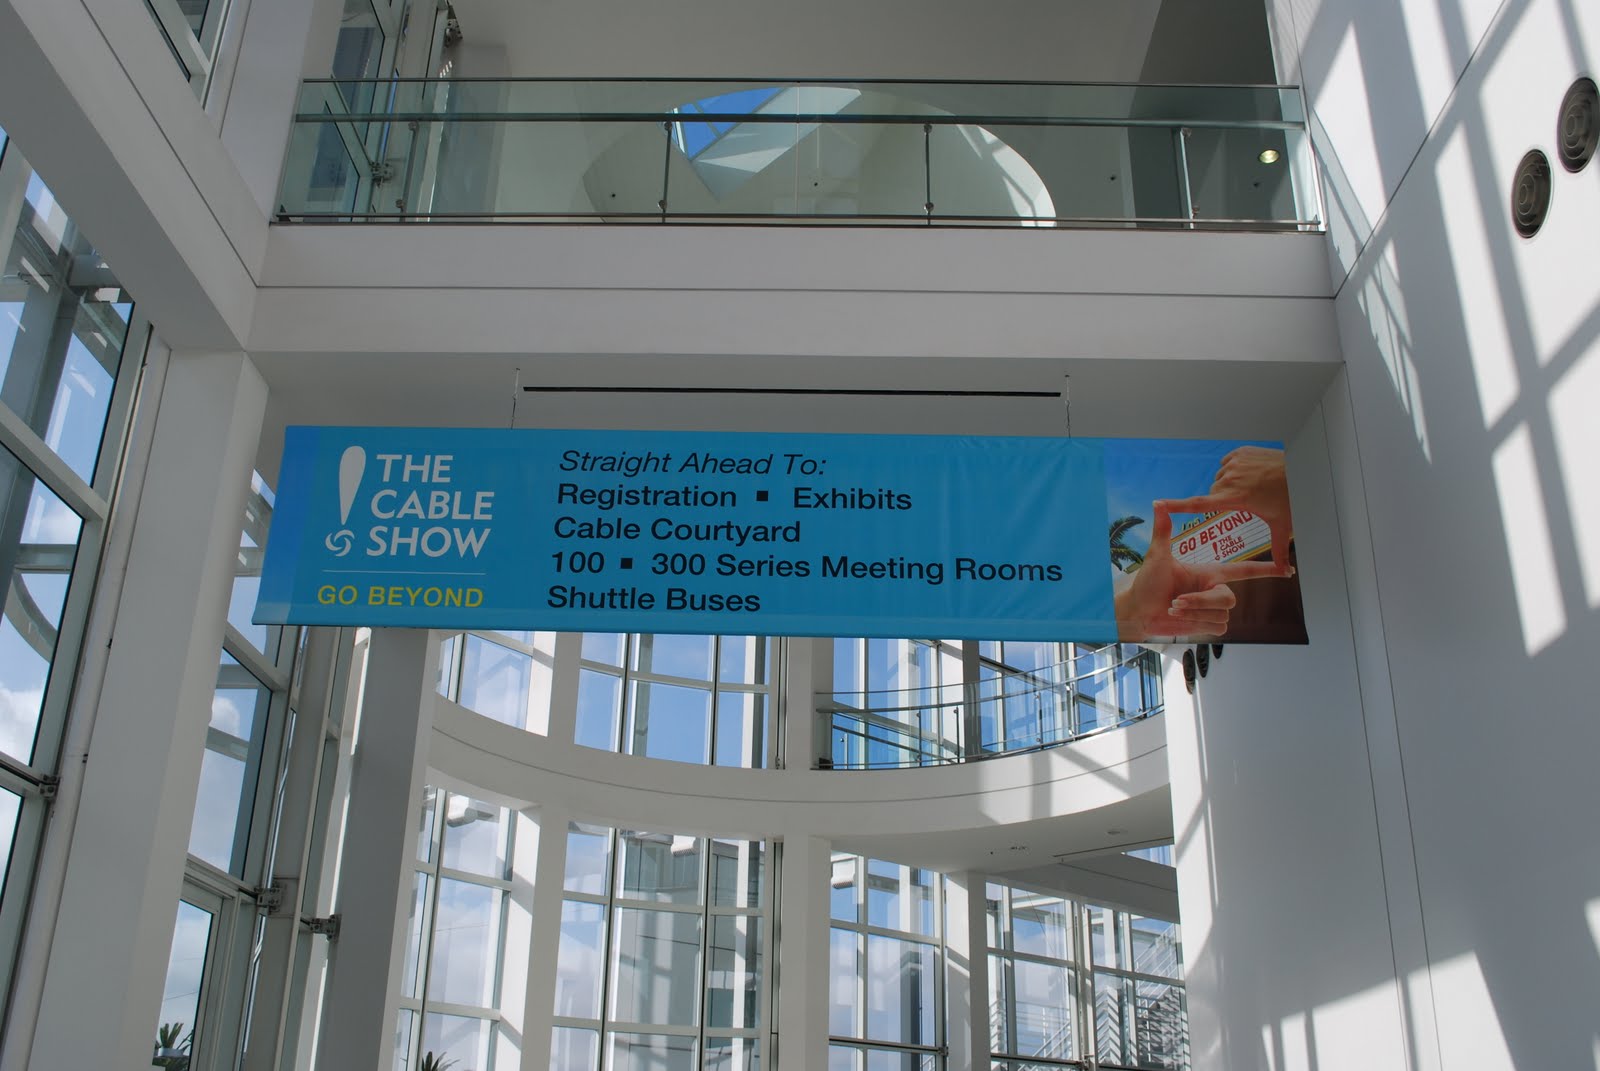 THE
CABLE
SHOW
GO BEYOND
Straight Ahead To:
Registration ▪ Exhibits
Cable Courtyard
100 ▪ 300 Series Meeting Rooms
Shuttle Buses
GO BEYOND
THE
CABLE
SHOW